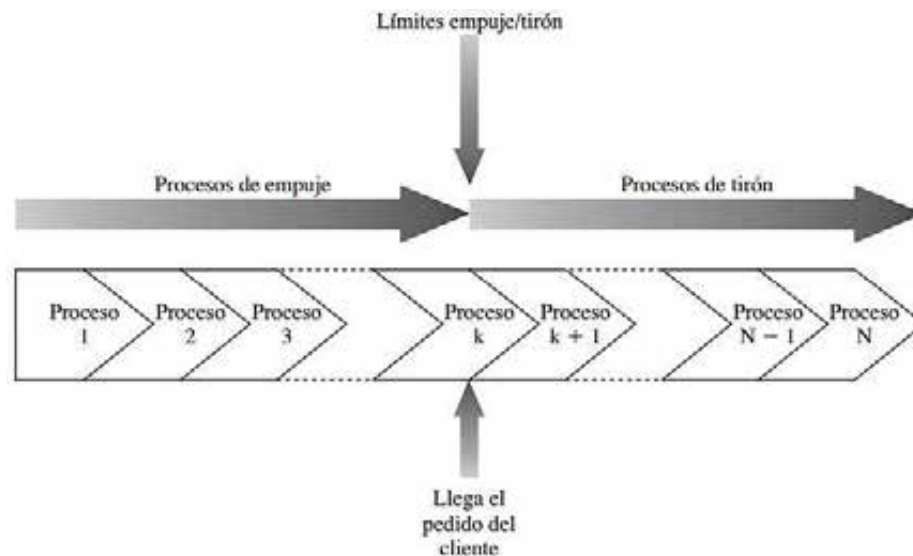 Límites empuje/tirón
Procesos de empuje
Procesos de tirón
Proceso
1
Proceso
2
Proceso
3
Proceso
k
Proceso
k + 1
Proceso
N − 1
Proceso
N
Llega el
pedido del
cliente